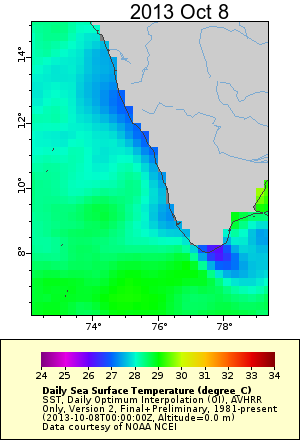 2013 Oct 8
14°
12°
10°
8°
74° 76° 78°
24 25 26 27 28 29 30 31 32 33 34
Daily Sea Surface Temperature (degree_C)
SST, Daily Optimum Interpolation (OI), AVHRR
Only, Version 2, Final+Preliminary, 1981-present
(2013-10-08T00:00:00Z, Altitude=0.0 m)
Data courtesy of NOAA NCEI